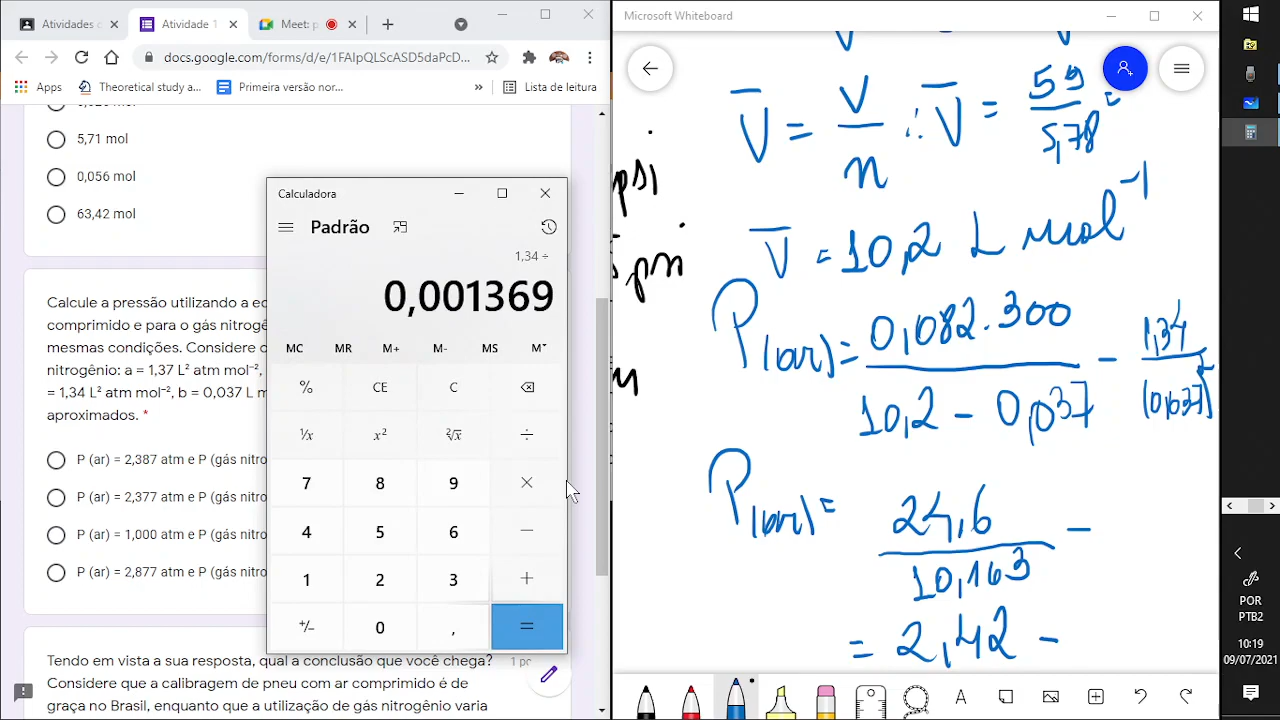 Atividades c
Atividade 1
Meet: p
docs.google.com/forms/d/e/1FAIpQLScASD5daPcD...
Apps
Theoretical study a...
Primeira versão nor...
»
Lista de leitura
5,71 mol
0,056 mol
63,42 mol
Calcule a pressão utilizando a ec
comprimido e para o gás nitrogê
mesmas condições. Considere c
nitrogênio a = 1,37 L² atm mol⁻²,
= 1,34 L² atm mol⁻², b = 0,037 L m
aproximados. *
P (ar) = 2,387 atm e P (gás nitro
P (ar) = 2,377 atm e P (gás nitro
P (ar) = 1,000 atm e P (gás nitro
P (ar) = 2,877 atm e P (gás nitro
Tendo em vista a sua resposta, qual a conclusão que você chega?
1 pc
Considere que a calibragem de pneu com ar comprimido é de
graça no Brasil, enquanto que a utilização de gás nitrogênio varia
Calculadora
Padrão
1,34 ÷
0,001369
MC MR M+ M- MS M˅
% CE C
¹/x x² ²√x ÷
7 8 9 ×
4 5 6 −
1 2 3 +
⁺/₋ 0 , =
Microsoft Whiteboard
V̅ = V/n ∴ V̅ = 59/5,78 =
psi
V̅ = 10,2 L mol⁻¹
psi
P(ar) = 0,082.300/10,2 - 0,037 - 1,34/(0,037)²
P(ar) = 24,6/10,163 -
= 2,42 -
POR
PTB2
10:19
09/07/2021